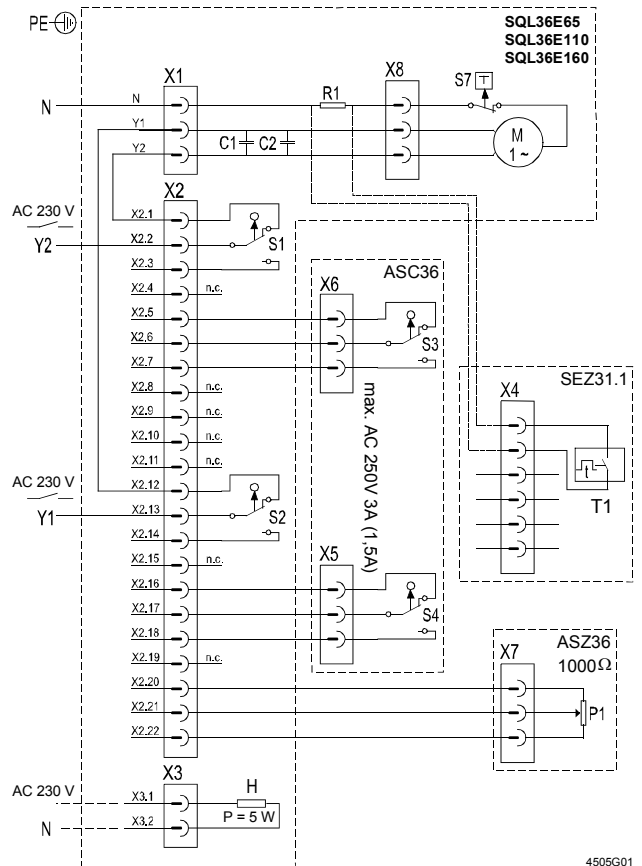 PE
SQL36E65
SQL36E110
SQL36E160
X1
X8
S7
T
N
N
R1
Y1
C1
C2
M
1 ~
Y2
X2
AC 230 V
X2.1
Y2
X2.2
S1
X2.3
ASC36
X2.4
n.c.
X6
X2.5
X2.6
S3
X2.7
SEZ31.1
X2.8
n.c.
X4
X2.9
n.c.
max. AC 250V 3A (1,5A)
X2.10
n.c.
X2.11
n.c.
t
AC 230 V
X2.12
T1
Y1
X2.13
S2
X2.14
X2.15
n.c.
X5
X2.16
X2.17
S4
X2.18
ASZ36
1000Ω
X2.19
n.c.
X7
X2.20
X2.21
P1
X2.22
X3
AC 230 V
X3.1
H
N
X3.2
P = 5 W
4505G01